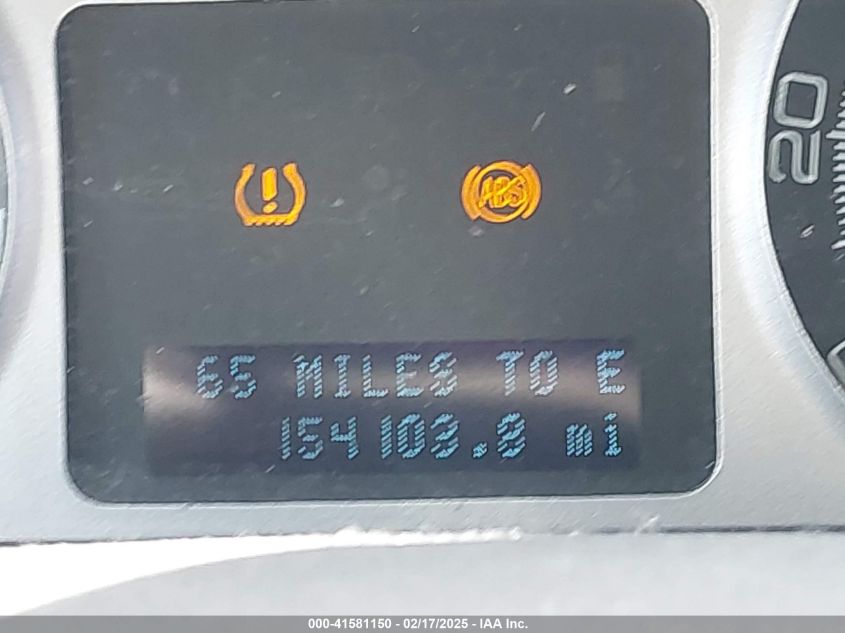 20
ABS
65 MILES TO E
154103.8 mi
000-41581150 - 02/17/2025 - IAA Inc.